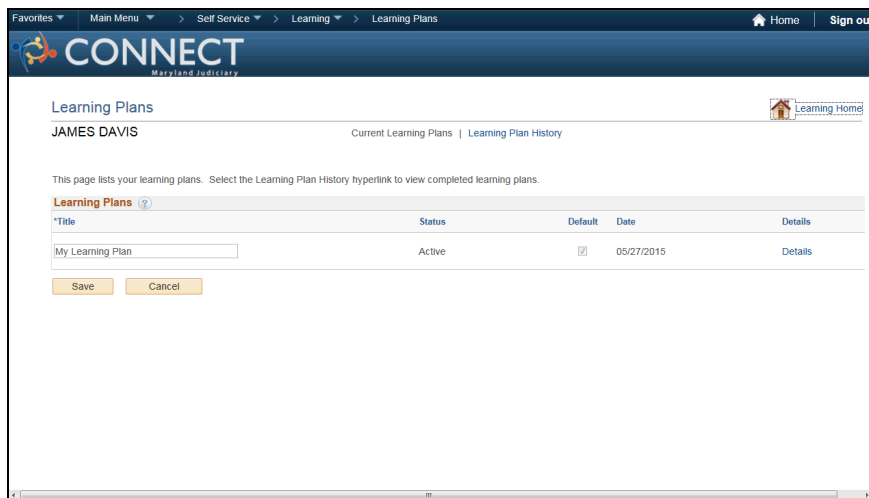 Favorites Main Menu > Self Service > Learning > Learning Plans Home Sign ou
CONNECT
Maryland Judiciary
Learning Plans Learning Home
JAMES DAVIS Current Learning Plans | Learning Plan History
This page lists your learning plans. Select the Learning Plan History hyperlink to view completed learning plans.
Learning Plans ?
*Title Status Default Date Details
My Learning Plan Active 05/27/2015 Details
Save Cancel